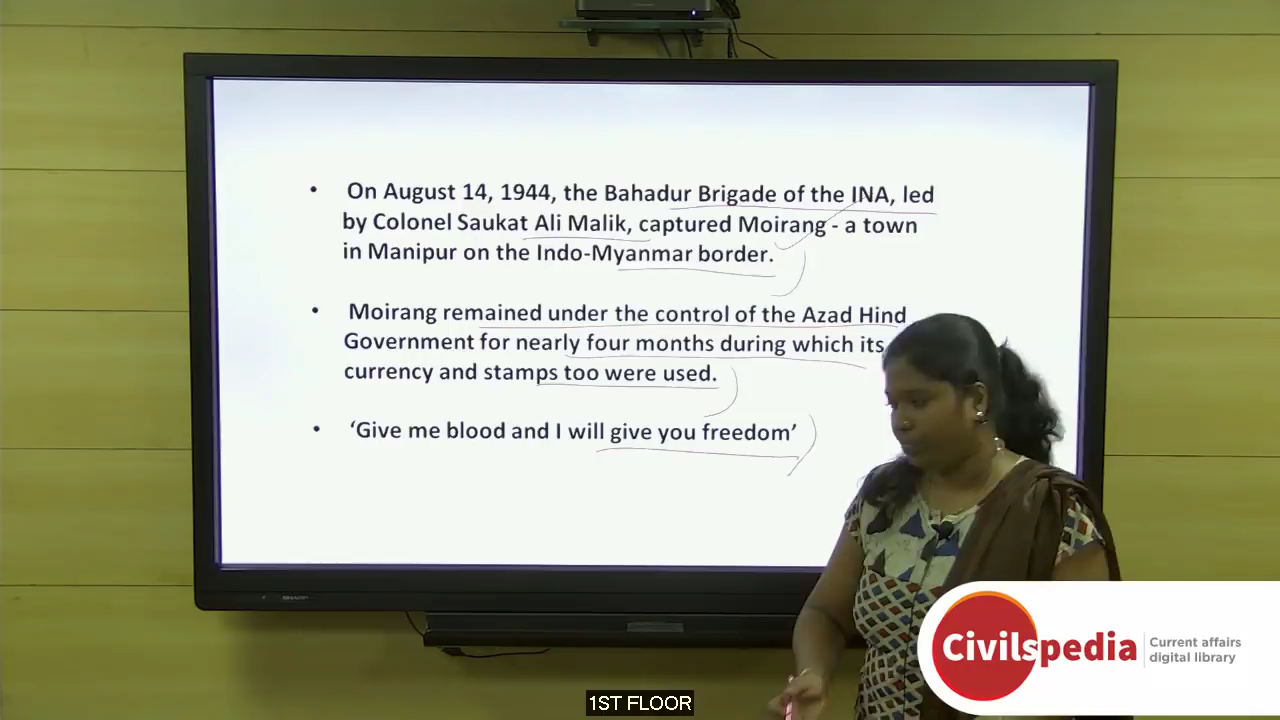 • On August 14, 1944, the Bahadur Brigade of the INA, led
by Colonel Saukat Ali Malik, captured Moirang - a town
in Manipur on the Indo-Myanmar border.
• Moirang remained under the control of the Azad Hind
Government for nearly four months during which its
currency and stamps too were used.
• ‘Give me blood and I will give you freedom’
SHARP
Civilspedia
Current affairs
digital library
1ST FLOOR